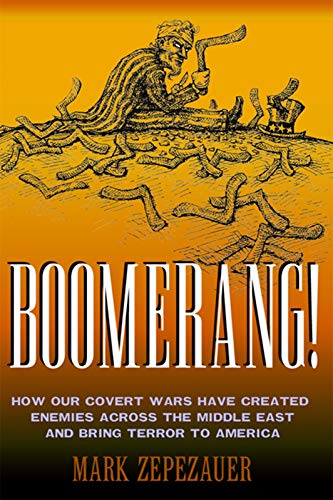 BOOMERANG!
HOW OUR COVERT WARS HAVE CREATED
ENEMIES ACROSS THE MIDDLE EAST
AND BRING TERROR TO AMERICA
MARK ZEPEZAUER